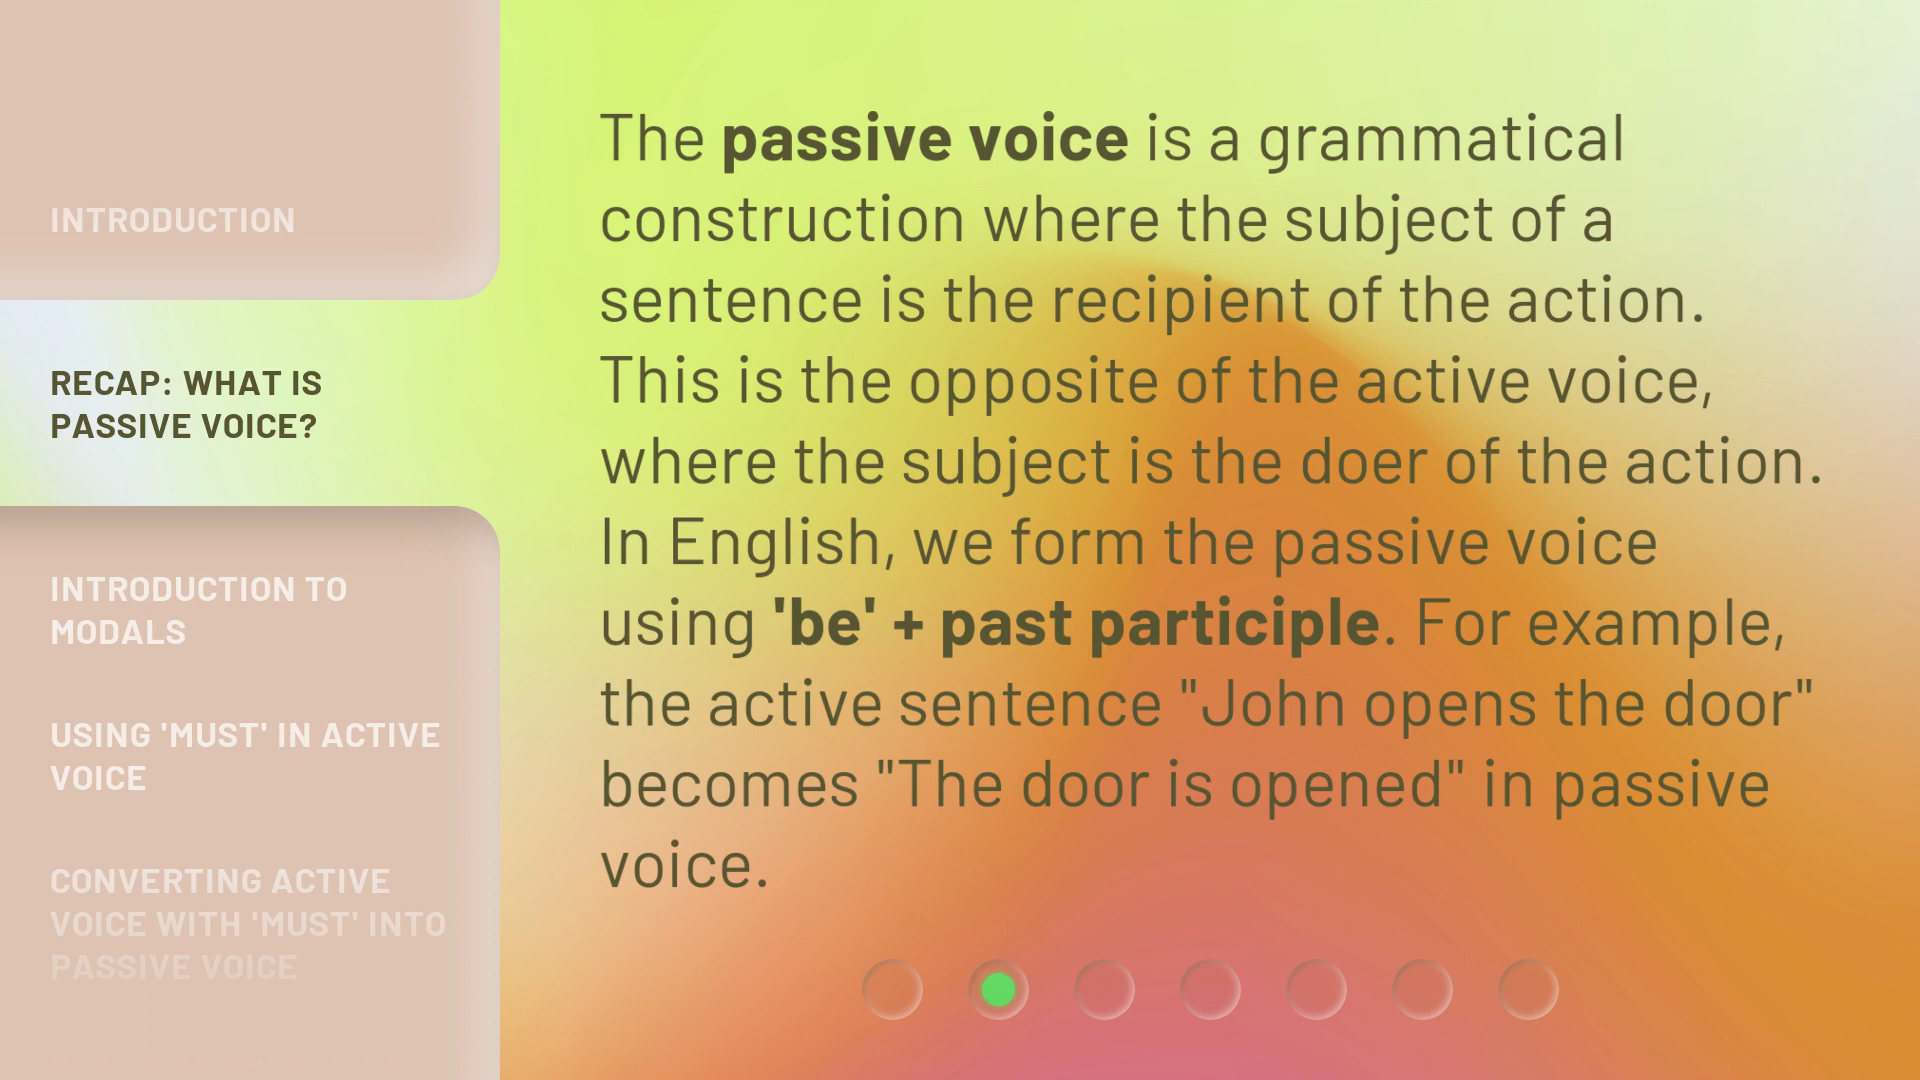 INTRODUCTION
RECAP: WHAT IS
PASSIVE VOICE?
INTRODUCTION TO
MODALS
USING 'MUST' IN ACTIVE
VOICE
CONVERTING ACTIVE
VOICE WITH 'MUST' INTO
PASSIVE VOICE
The passive voice is a grammatical
construction where the subject of a
sentence is the recipient of the action.
This is the opposite of the active voice,
where the subject is the doer of the action.
In English, we form the passive voice
using 'be' + past participle. For example,
the active sentence "John opens the door"
becomes "The door is opened" in passive
voice.